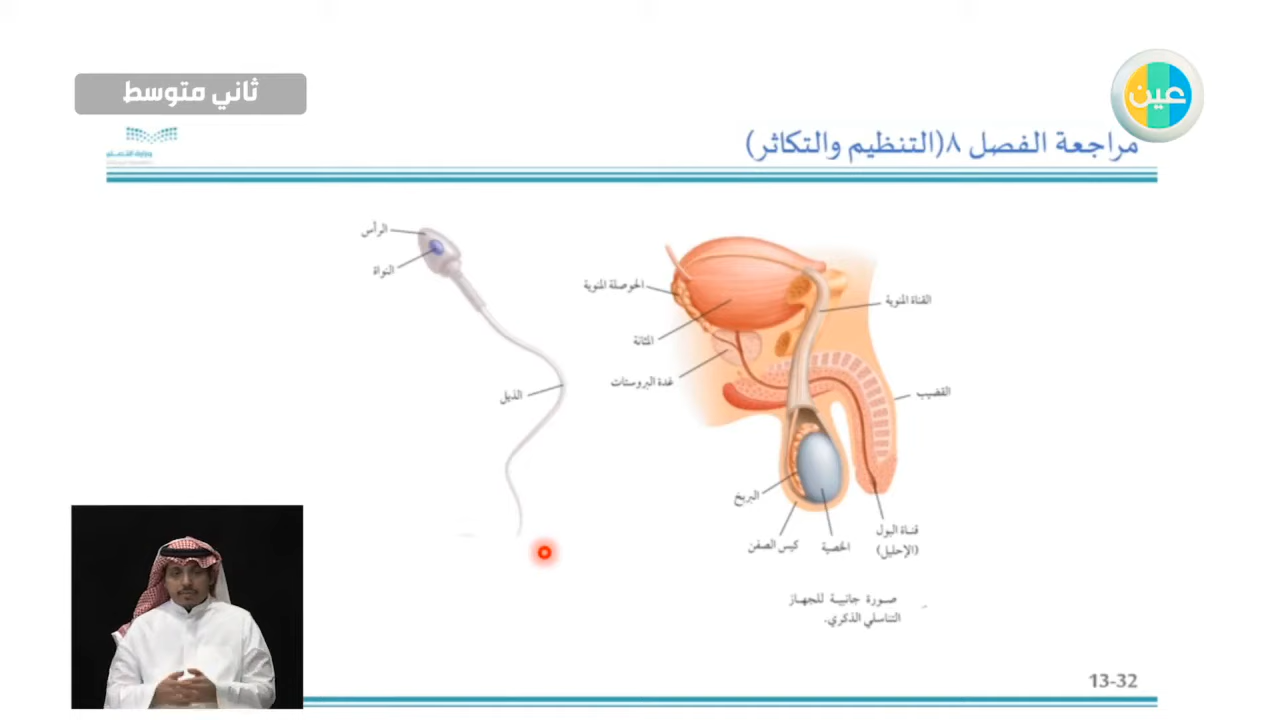 ثاني متوسط
عين
مراجعة الفصل ٨(التنظيم والتكاثر)
الرأس
النواة
الذيل
الحوصلة المنوية
المثانة
غدة البروستات
القناة المنوية
القضيب
البربخ
كيس الصفن
الخصية
قناة البول
(الإحليل)
صورة جانبية للجهاز
التناسلي الذكري.
13-32